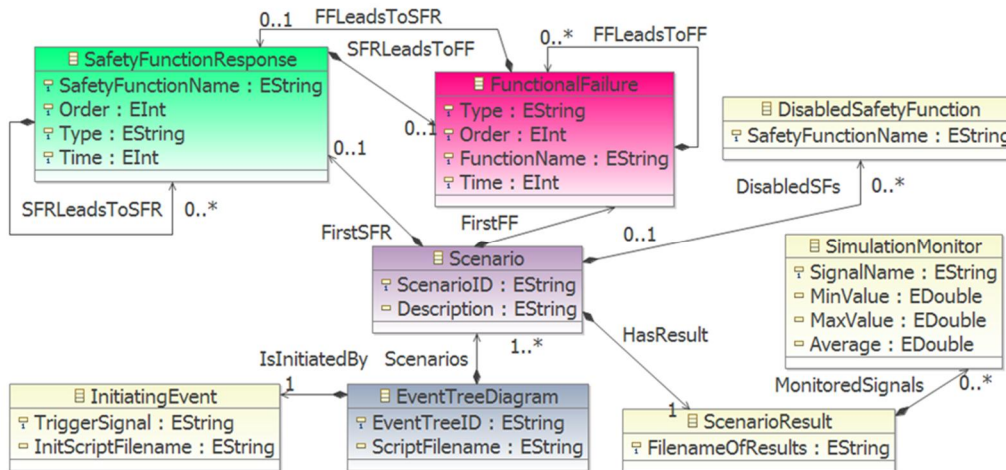 FFLeadsToSFR
0..1
SFRLeadsToFF
0..*
FFLeadsToFF
SafetyFunctionResponse
SafetyFunctionName : EString
Order : EInt
Type : EString
Time : EInt
FunctionalFailure
Type : EString
Order : EInt
FunctionName : EString
Time : EInt
DisabledSafetyFunction
SafetyFunctionName : EString
0..1
0..1
SFRLeadsToSFR
0..*
DisabledSFs
0..*
FirstSFR
FirstFF
0..1
Scenario
ScenarioID : EString
Description : EString
SimulationMonitor
SignalName : EString
MinValue : EDouble
MaxValue : EDouble
Average : EDouble
HasResult
1..*
IsInitiatedBy
Scenarios
1
MonitoredSignals
0..*
InitiatingEvent
TriggerSignal : EString
InitScriptFilename : EString
EventTreeDiagram
EventTreeID : EString
ScriptFilename : EString
1
ScenarioResult
FilenameOfResults : EString